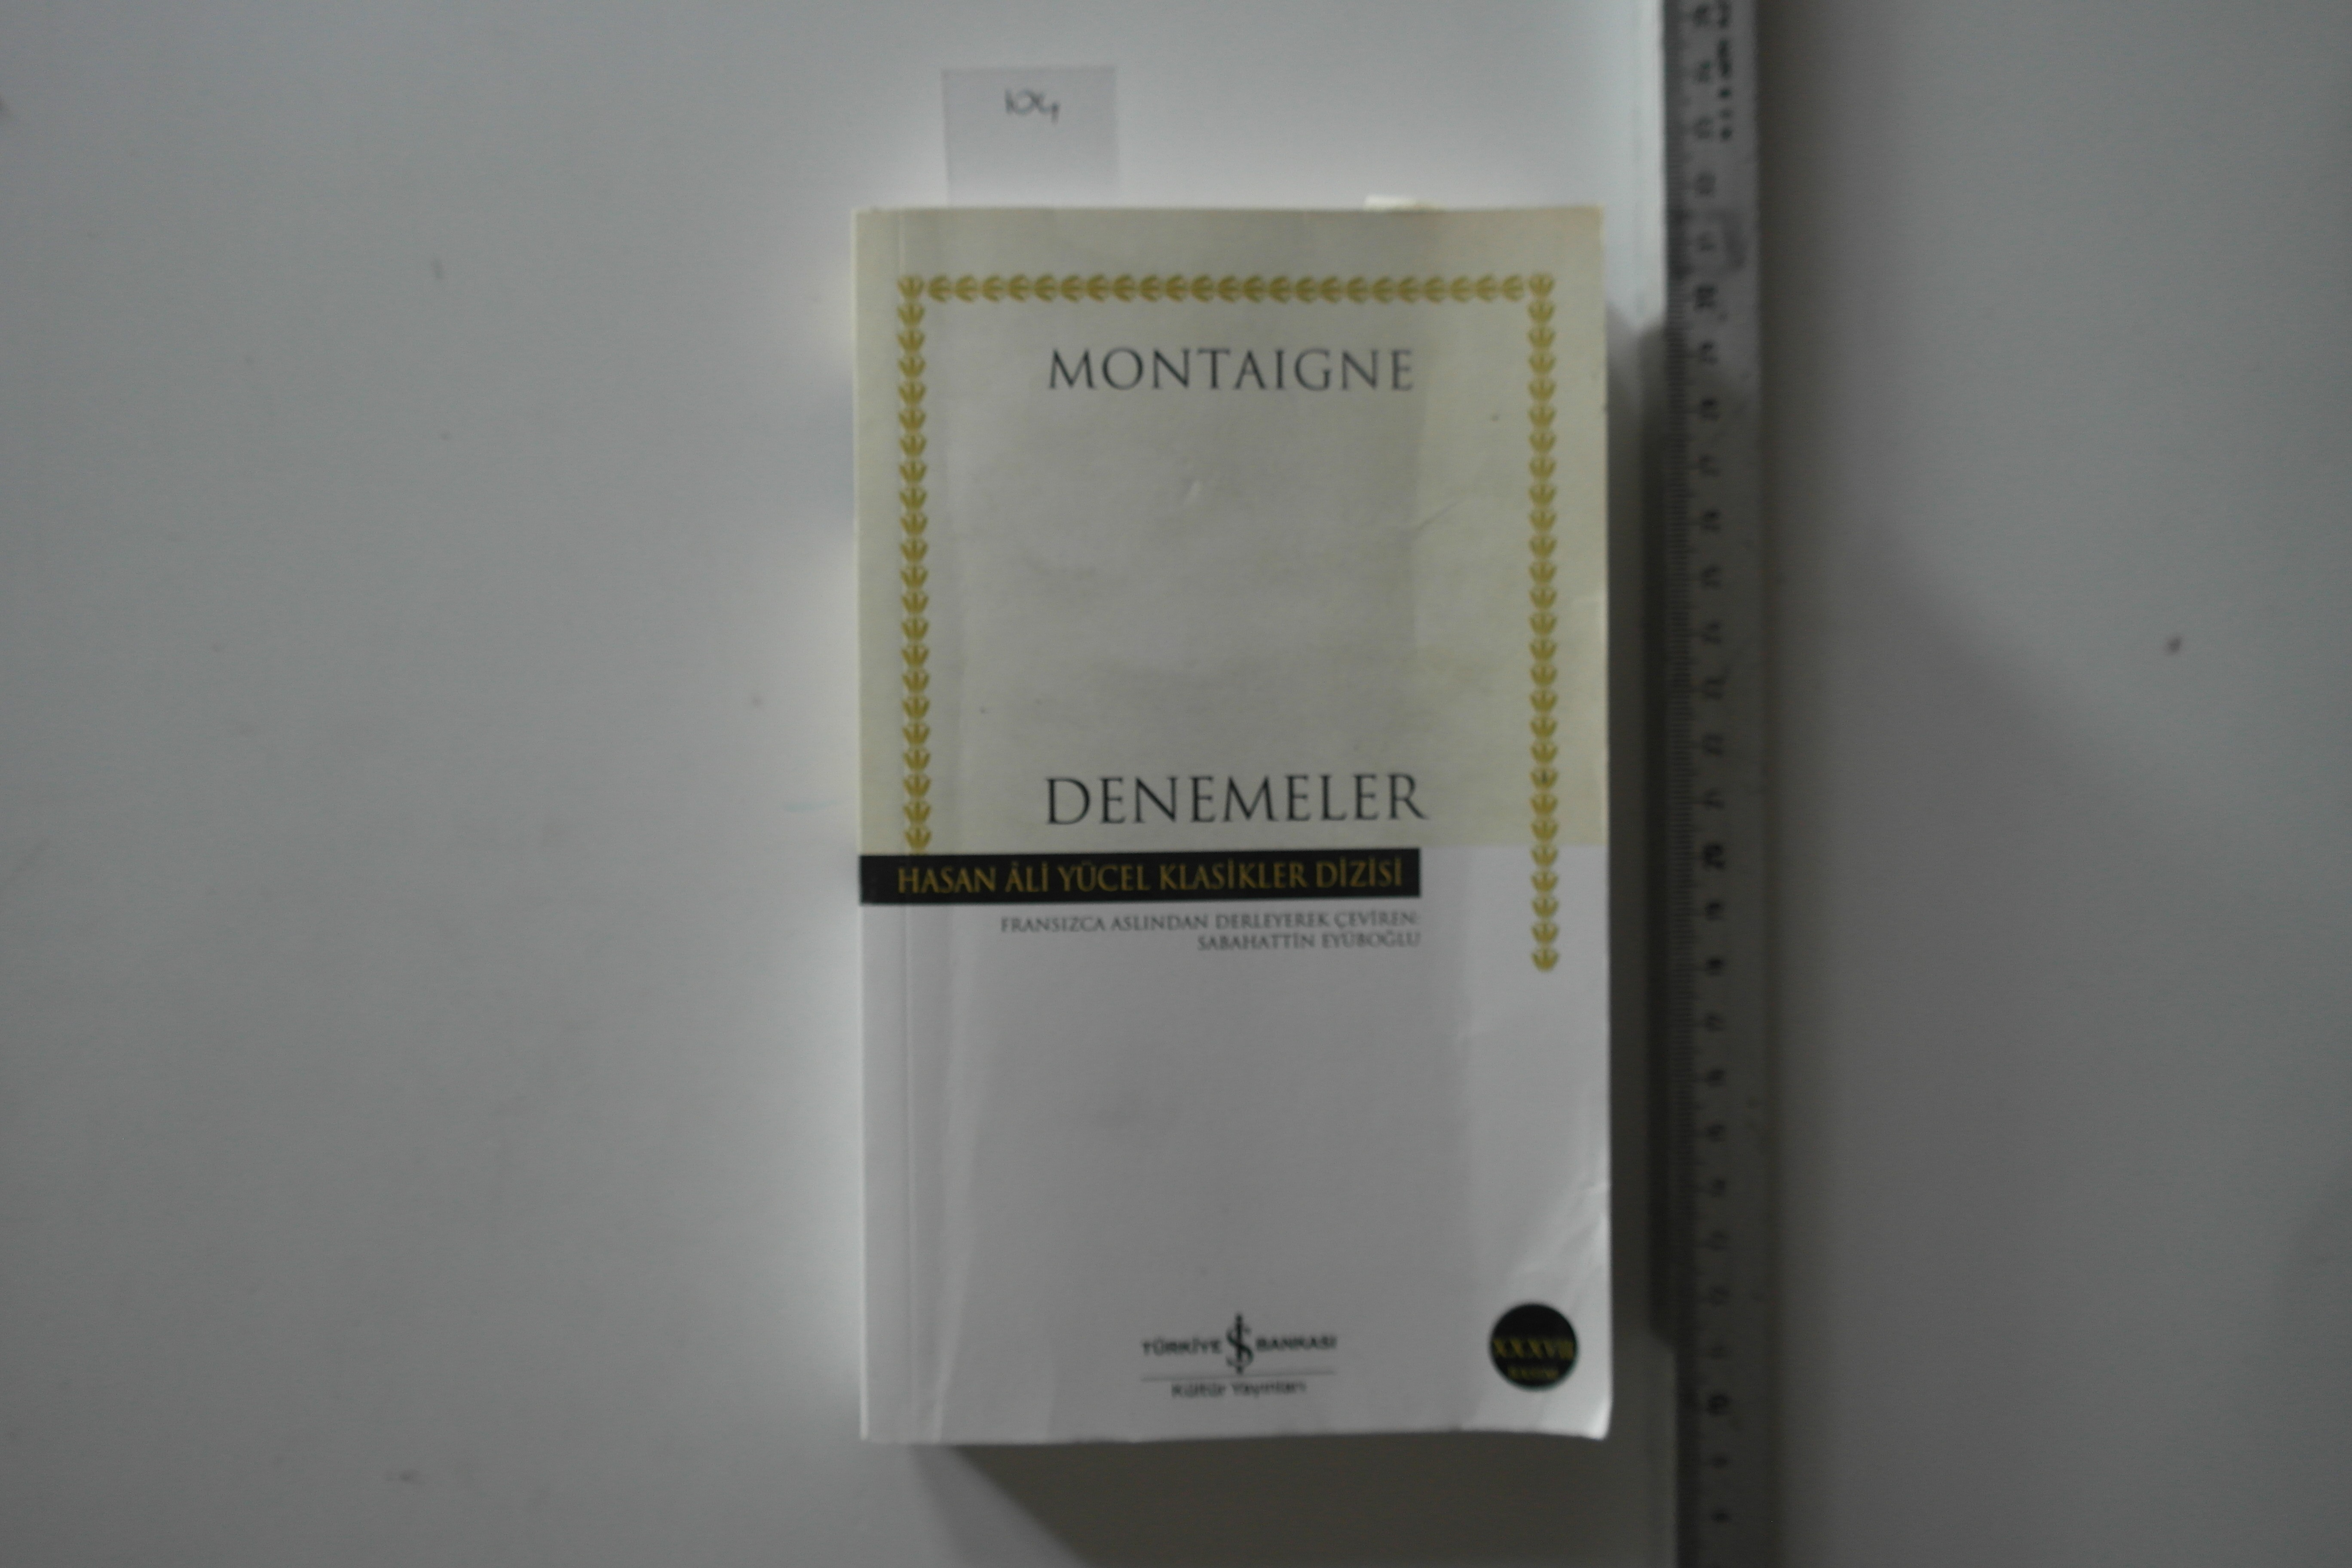 104
MONTAIGNE
DENEMELER
HASAN ÂLİ YÜCEL KLASİKLER DİZİSİ
FRANSIZCA ASLINDAN DERLEYEREK ÇEVİREN:
SABAHATTİN EYÜBOĞLU
TÜRKİYE İŞ BANKASI
Kültür Yayınları
XXXVII